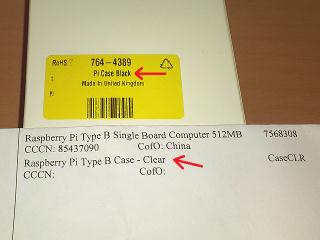 RoHS
764-4389
1
Pi Case Black
Made in United Kingdom
Raspberry Pi Type B Single Board Computer 512MB 7568308
CCCN: 85437090 CofO: China
Raspberry Pi Type B Case - Clear CaseCLR
CCCN: CofO: